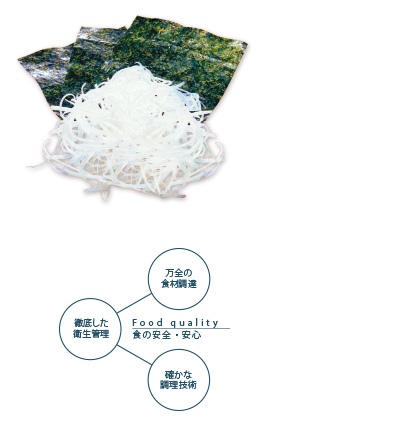 万全の
食材調達
徹底した
衛生管理
Food quality
食の安全・安心
確かな
調理技術